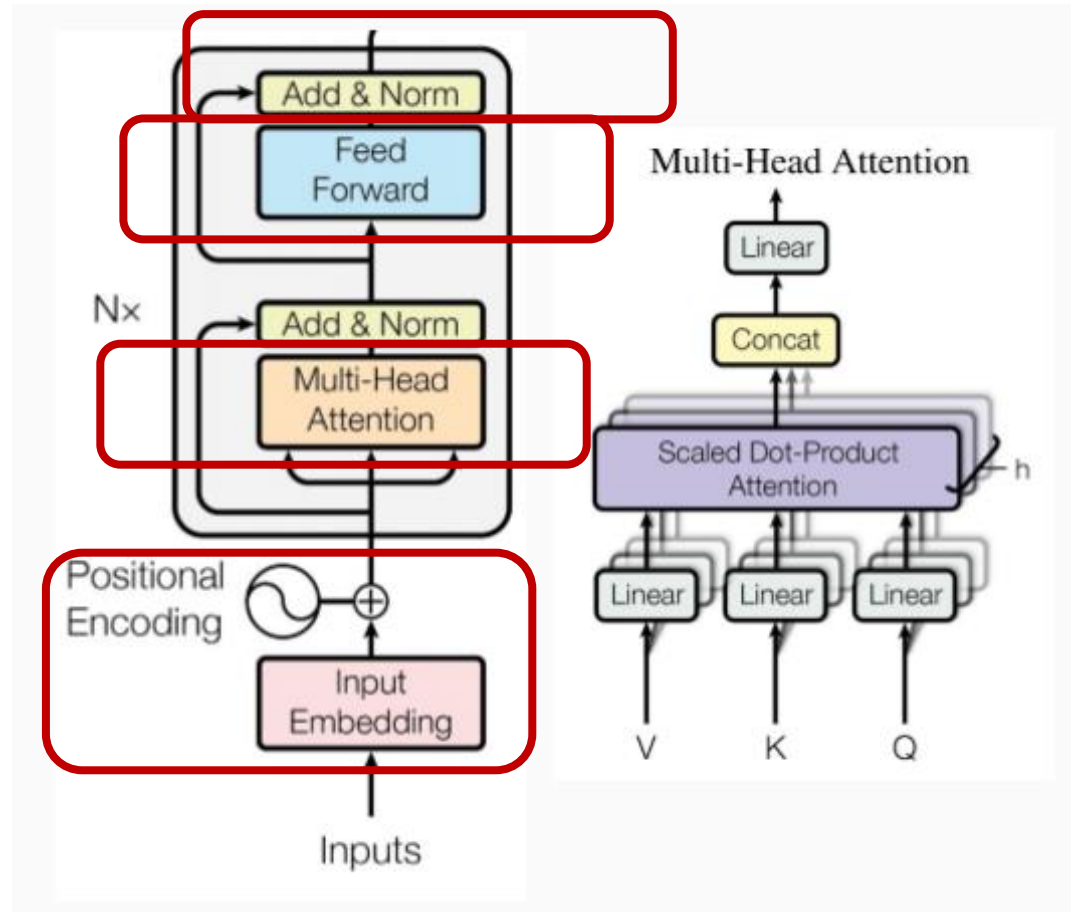 Add & Norm
Feed
Forward
Nx
Add & Norm
Multi-Head
Attention
Positional
Encoding
Input
Embedding
Inputs
Multi-Head Attention
Linear
Concat
Scaled Dot-Product
Attention
h
Linear Linear Linear
V K Q